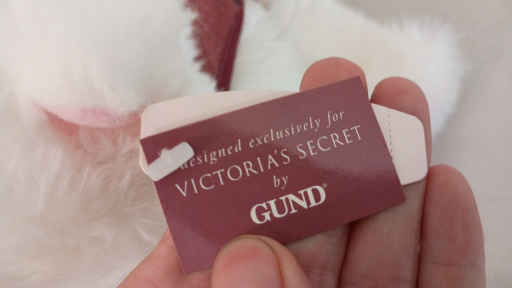 designed exclusively for
VICTORIA'S SECRET
by
GUND®